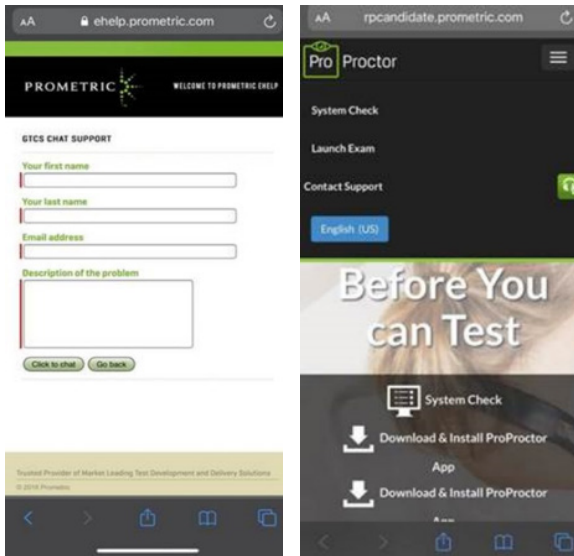 AA
ehelp.prometric.com
PROMETRIC
WELCOME TO PROMETRIC EHELP
GTCS CHAT SUPPORT
Your first name
Your last name
Email address
Description of the problem
Click to chat
Go back
Trusted Provider of Market Leading Test Development and Delivery Solutions
AA
rpcandidate.prometric.com
Pro Proctor
System Check
Launch Exam
Contact Support
English (US)
Before You
can Test
System Check
Download & Install ProProctor
App
Download & Install ProProctor